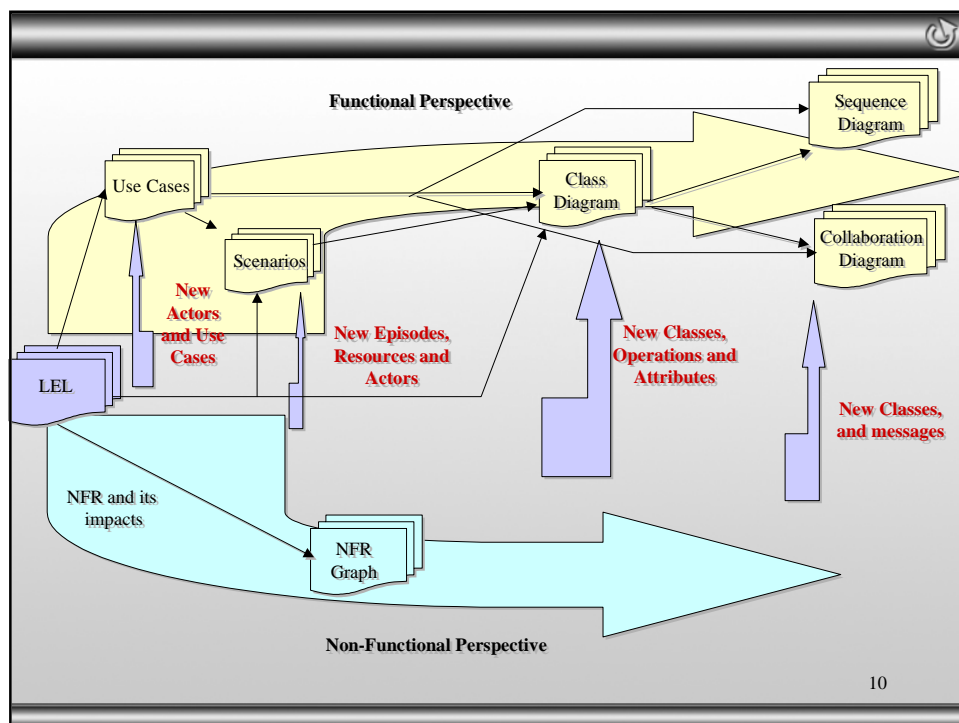 Functional Perspective
Sequence
Diagram
Use Cases
Class
Diagram
Scenarios
Collaboration
Diagram
New
Actors
and Use
Cases
New Episodes,
Resources and
Actors
New Classes,
Operations and
Attributes
LEL
New Classes,
and messages
NFR and its
impacts
NFR
Graph
Non-Functional Perspective
10